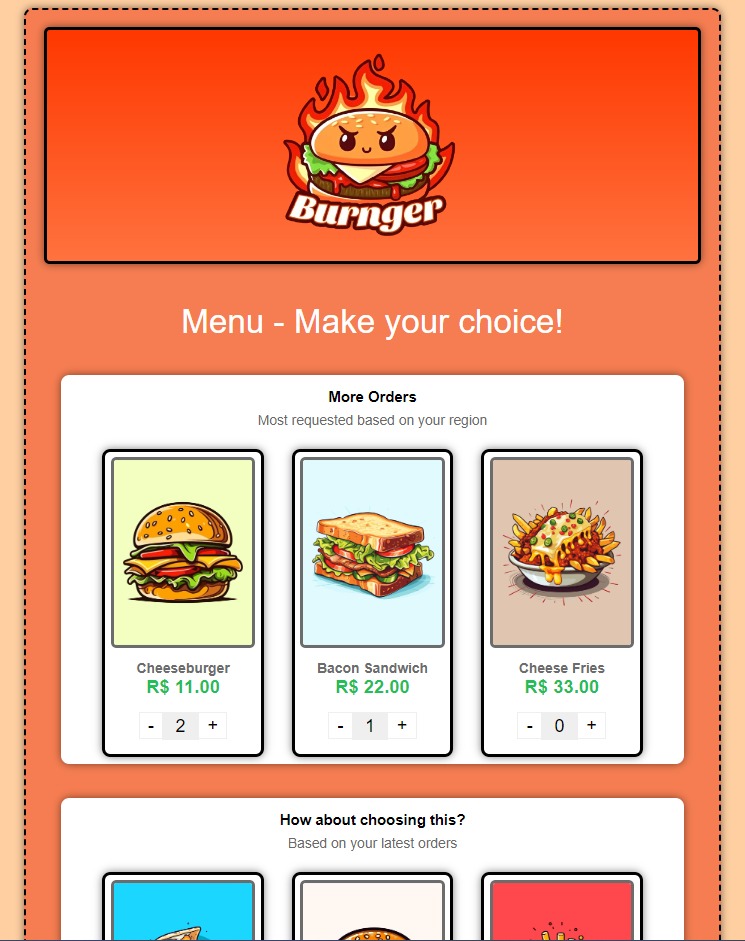 Burnger
Menu - Make your choice!
More Orders
Most requested based on your region
Cheeseburger
R$ 11.00
- 2 +
Bacon Sandwich
R$ 22.00
- 1 +
Cheese Fries
R$ 33.00
- 0 +
How about choosing this?
Based on your latest orders